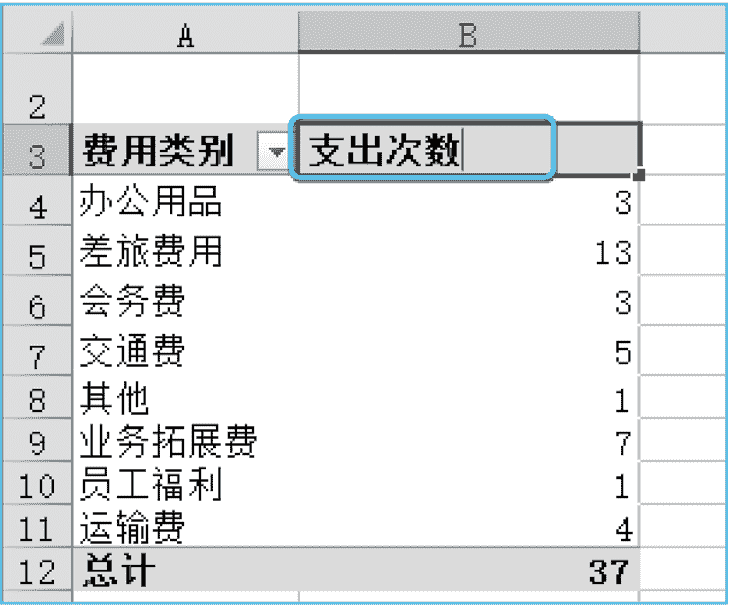 A B
2
3 费用类别 支出次数
4 办公用品 3
5 差旅费用 13
6 会务费 3
7 交通费 5
8 其他 1
9 业务拓展费 7
10 员工福利 1
11 运输费 4
12 总计 37